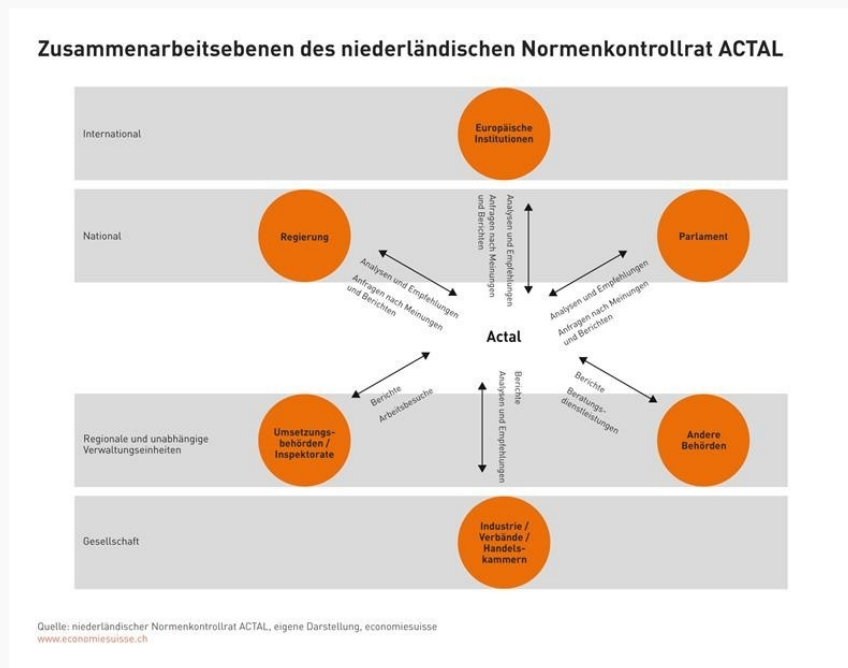 Zusammenarbeitsebenen des niederländischen Normenkontrollrat ACTAL
International
Europäische
Institutionen
National
Regierung
Parlament
Analysen und Empfehlungen
Anfragen nach Meinungen
und Berichten
Analysen und Empfehlungen
Anfragen nach Meinungen
und Berichten
Analysen und Empfehlungen
Anfragen nach Meinungen
und Berichten
Actal
Berichte
Arbeitsbesuche
Berichte
Analysen und Empfehlungen
Berichte
Beratungs-
dienstleistungen
Regionale und unabhängige
Verwaltungseinheiten
Umsetzungs-
behörden /
Inspektorate
Andere
Behörden
Gesellschaft
Industrie /
Verbände /
Handels-
kammern
Quelle: niederländischer Normenkontrollrat ACTAL, eigene Darstellung, economiesuisse
www.economiesuisse.ch